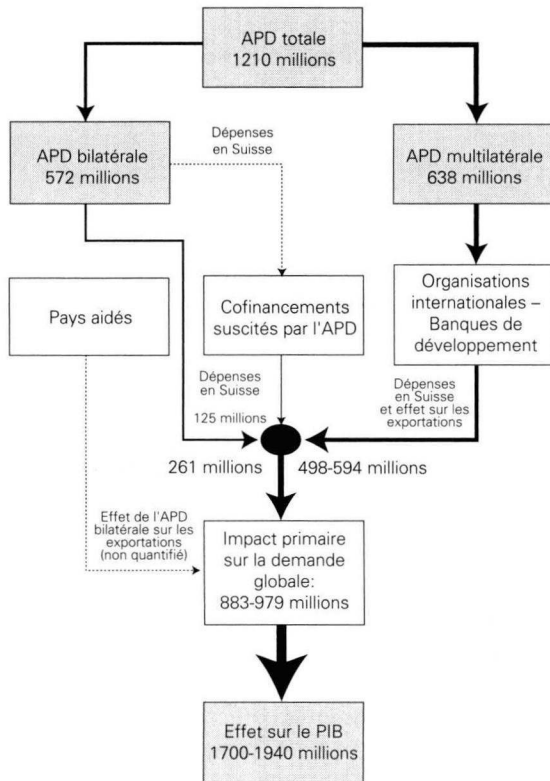 APD totale
1210 millions
Dépenses
en Suisse
APD bilatérale
572 millions
APD multilatérale
638 millions
Pays aidés
Cofinancements
suscités par l'APD
Organisations
internationales –
Banques de
développement
Dépenses
en Suisse
125 millions
Dépenses
en Suisse
et effet sur les
exportations
261 millions
498-594 millions
Effet de l'APD
bilatérale sur les
exportations
(non quantifié)
Impact primaire
sur la demande
globale:
883-979 millions
Effet sur le PIB
1700-1940 millions